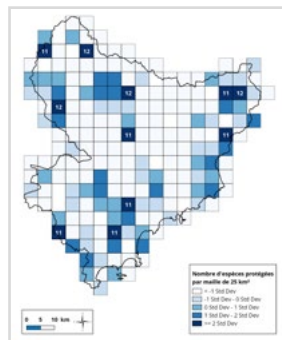 11 12
12 11 12
12
11 11
11
11 11
Nombre d'espèces protégées
par maille de 25 km²
< -1 Std Dev
-1 Std Dev - 0 Std Dev
0 Std Dev - 1 Std Dev
1 Std Dev - 2 Std Dev
>= 2 Std Dev
0 5 10 km